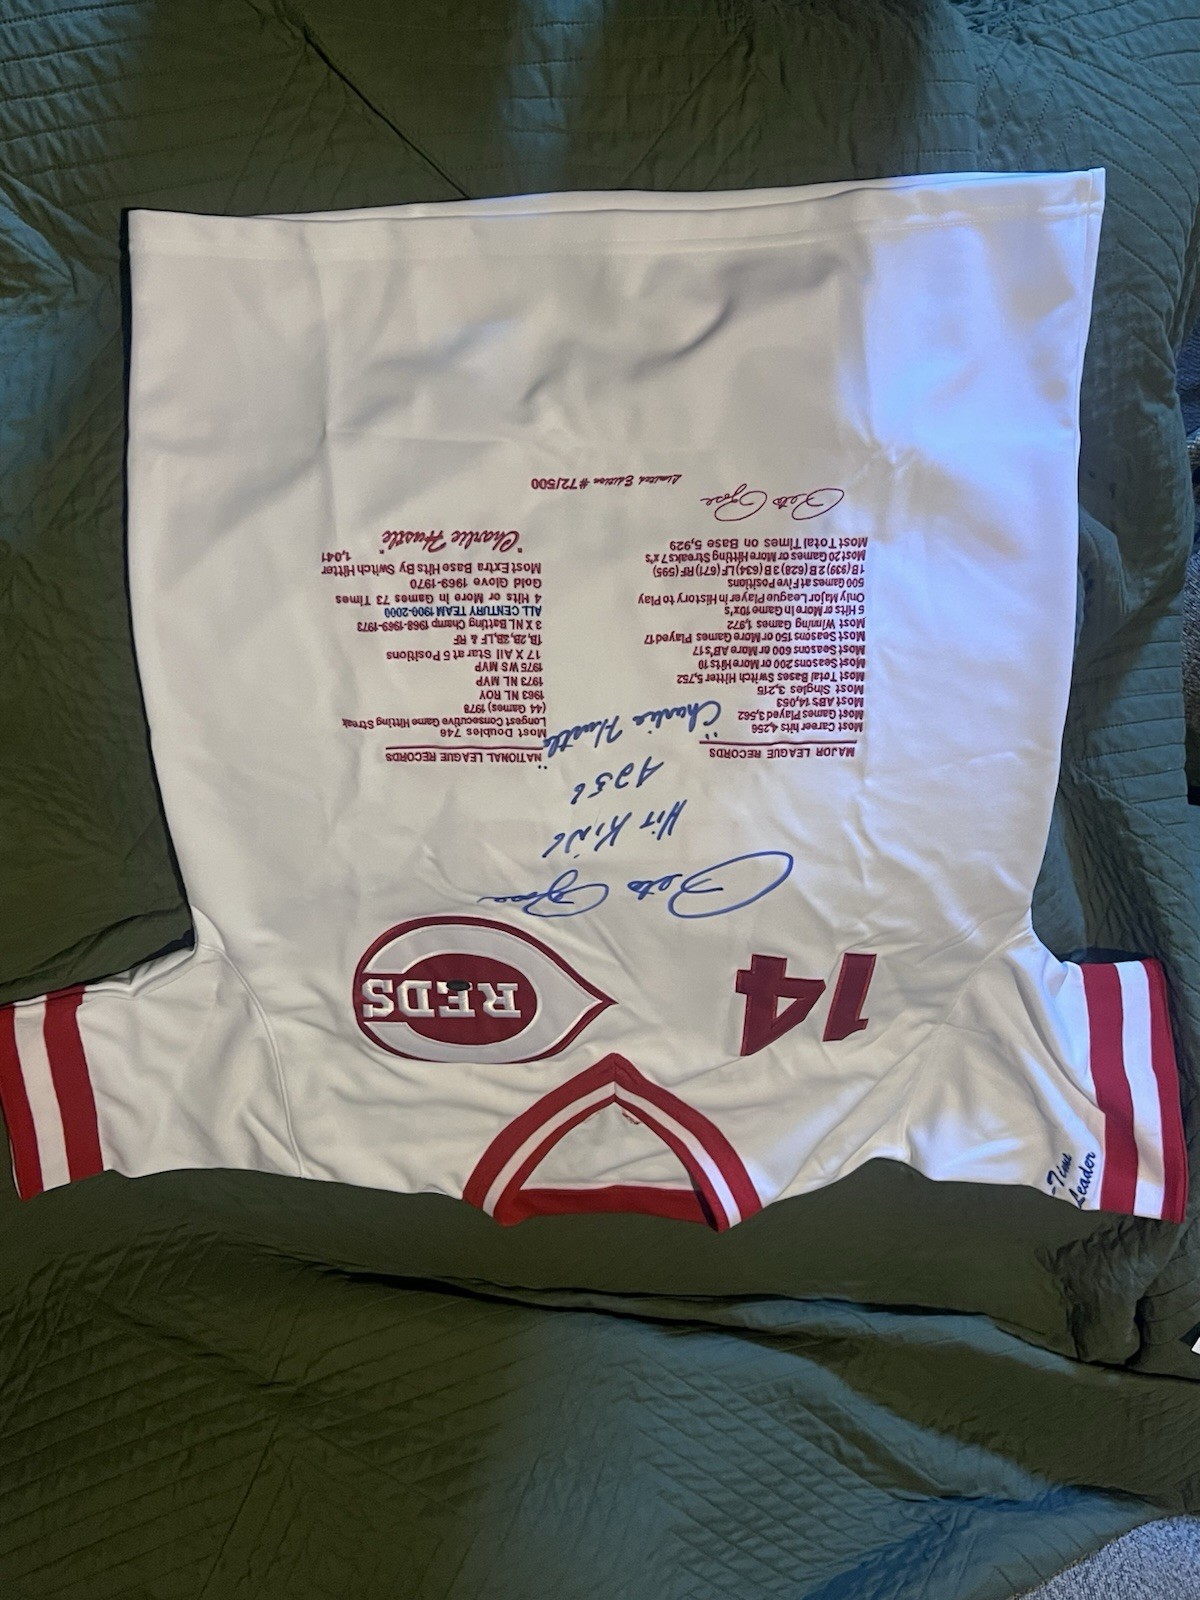 14
REDS
Pete Rose
Hit King
4256
"Charlie Hustle"
MAJOR LEAGUE RECORDS
Most Career hits 4,256
Most Games Played 3,562
Most ABS 14,053
Most Singles 3,215
Most Total Bases Switch Hitter 5,752
Most Seasons 200 or More Hits 10
Most Seasons 600 or More AB's 17
Most Seasons 150 or More Games Played 17
Most Winning Games 1,972
5 Hits or More In Game 10x's
Only Major League Player in History to Play
500 Games at Five Positions
1B (939) 2B (628) 3B (634) LF (671) RF (595)
Most 20 Games or More Hitting Streaks 7 x's
Most Total Times on Base 5,929
Pete Rose
NATIONAL LEAGUE RECORDS
Most Doubles 746
Longest Consecutive Game Hitting Streak
(44 Games) 1978
1963 NL ROY
1973 NL MVP
1975 WS MVP
17 X All Star at 5 Positions
1B, 2B, 3B, LF & RF
3 X NL Batting Champ 1968-1969-1973
ALL CENTURY TEAM 1900-2000
4 Hits or More In Games 73 Times
Gold Glove 1969-1970
Most Extra Base Hits By Switch Hitter
1,041
"Charlie Hustle"
Limited Edition #72/500
-Time
Leader